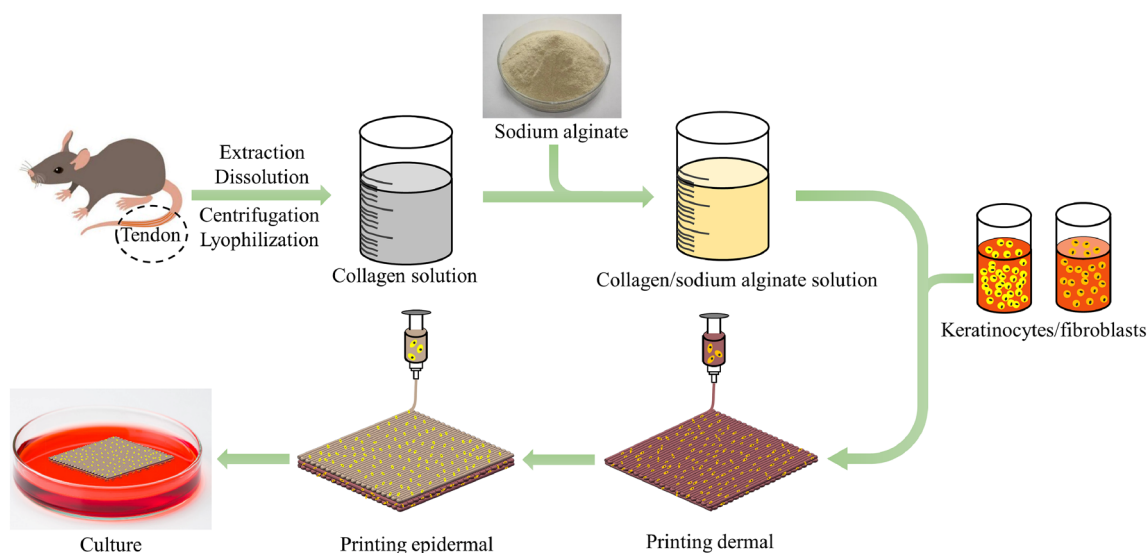 Sodium alginate
Extraction
Dissolution
Centrifugation
Lyophilization
Tendon
Collagen solution
Collagen/sodium alginate solution
Keratinocytes/fibroblasts
Culture
Printing epidermal
Printing dermal